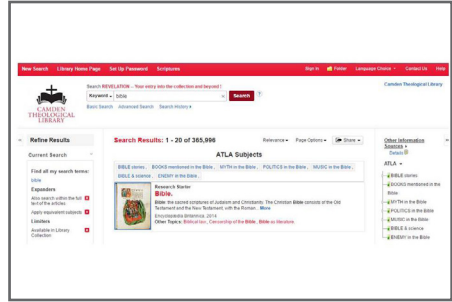 New Search Library Home Page Set Up Password Scriptures Sign In Folder Language Choice Contact Us Help
CAMDEN
THEOLOGICAL
LIBRARY
Search REVELATION - Your entry into the collection and beyond !
Camden Theological Library
Keyword bible Search ?
Basic Search Advanced Search Search History
Refine Results
Current Search
Find all my search terms:
bible
Expanders
Also search within the full
text of the articles
Apply equivalent subjects
Limiters
Available in Library
Collection
Search Results: 1 - 20 of 365,996
Relevance Page Options Share
ATLA Subjects
BIBLE stories, BOOKS mentioned in the Bible, MYTH in the Bible, POLITICS in the Bible, MUSIC in the Bible,
BIBLE & science, ENEMY in the Bible,
Research Starter
Bible.
Bible: the sacred scriptures of Judaism and Christianity. The Christian Bible consists of the Old
Testament and the New Testament, with the Roman... More
Encyclopædia Britannica, 2014.
Other Topics: Biblical law, Censorship of the Bible, Bible as literature.
Other Information
Sources
Details
ATLA
BIBLE stories
BOOKS mentioned in the
Bible
MYTH in the Bible
POLITICS in the Bible
MUSIC in the Bible
BIBLE & science
ENEMY in the Bible